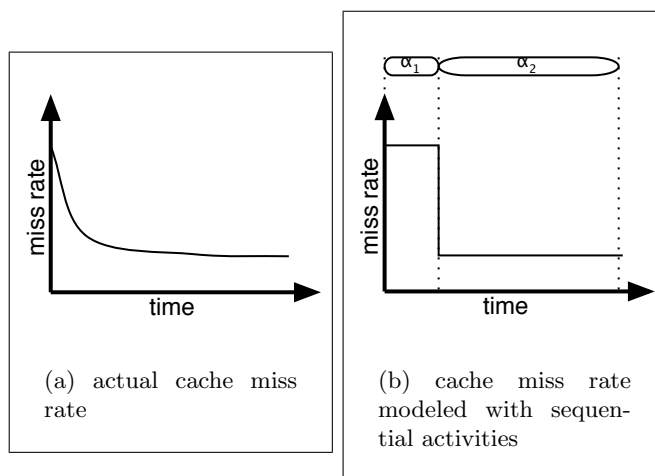 miss rate
time
(a) actual cache miss
rate
α1
α2
miss rate
time
(b) cache miss rate
modeled with sequen-
tial activities